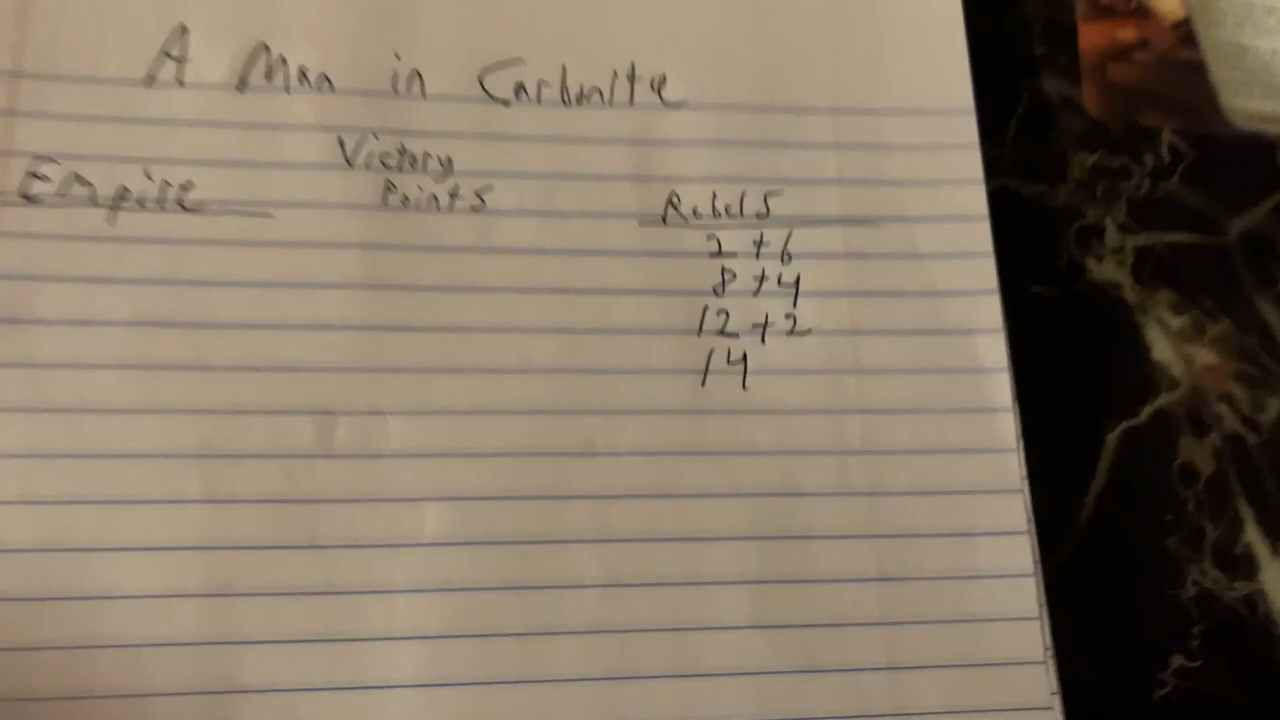 A Man in Carbonite
Victory
Points
Empire
Rebels
2 + 6
8 + 4
12 + 2
14